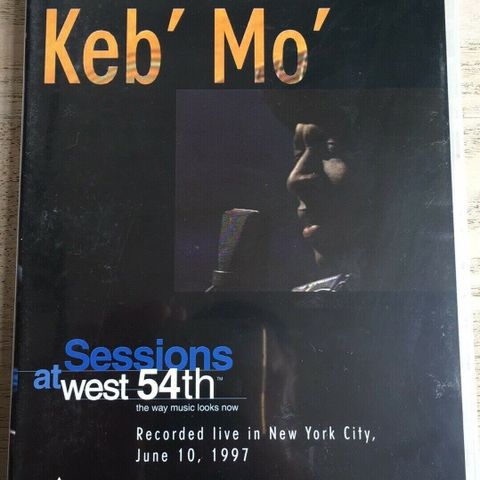 Keb' Mo'
Sessions
at west 54th™
the way music looks now
Recorded live in New York City,
June 10, 1997